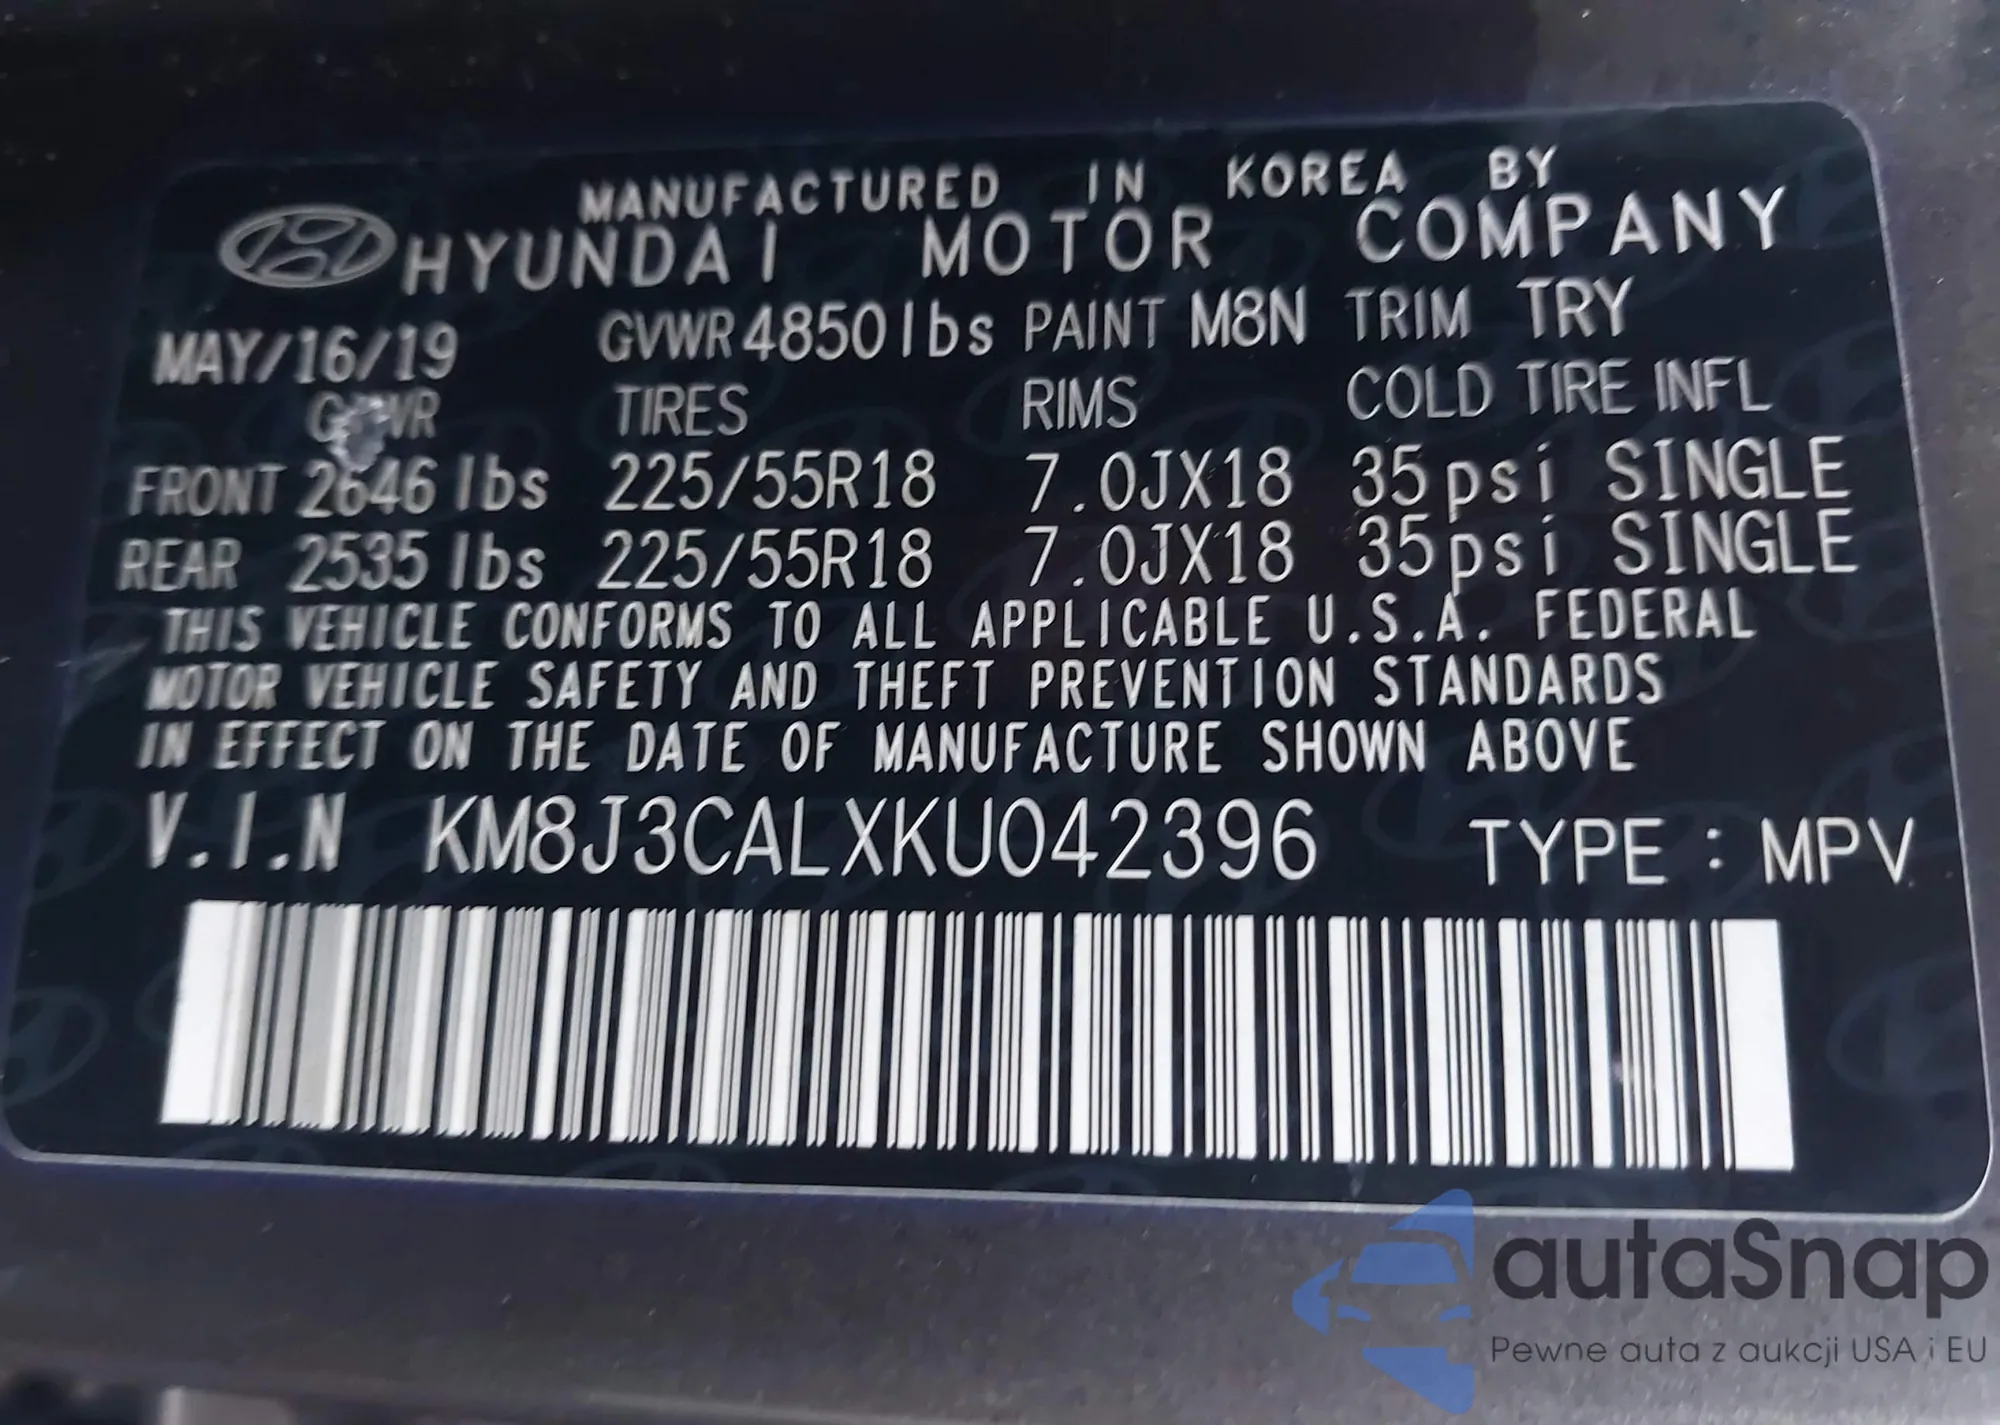 MANUFACTURED IN KOREA BY
HYUNDAI MOTOR COMPANY
MAY/16/19 GVWR 4850lbs PAINT M8N TRIM TRY
GAWR TIRES RIMS COLD TIRE INFL
FRONT 2646 lbs 225/55R18 7.0JX18 35psi SINGLE
REAR 2535 lbs 225/55R18 7.0JX18 35psi SINGLE
THIS VEHICLE CONFORMS TO ALL APPLICABLE U.S.A. FEDERAL
MOTOR VEHICLE SAFETY AND THEFT PREVENTION STANDARDS
IN EFFECT ON THE DATE OF MANUFACTURE SHOWN ABOVE
V.I.N KM8J3CALXKU042396 TYPE : MPV
autaSnap
Pewne auta z aukcji USA i EU